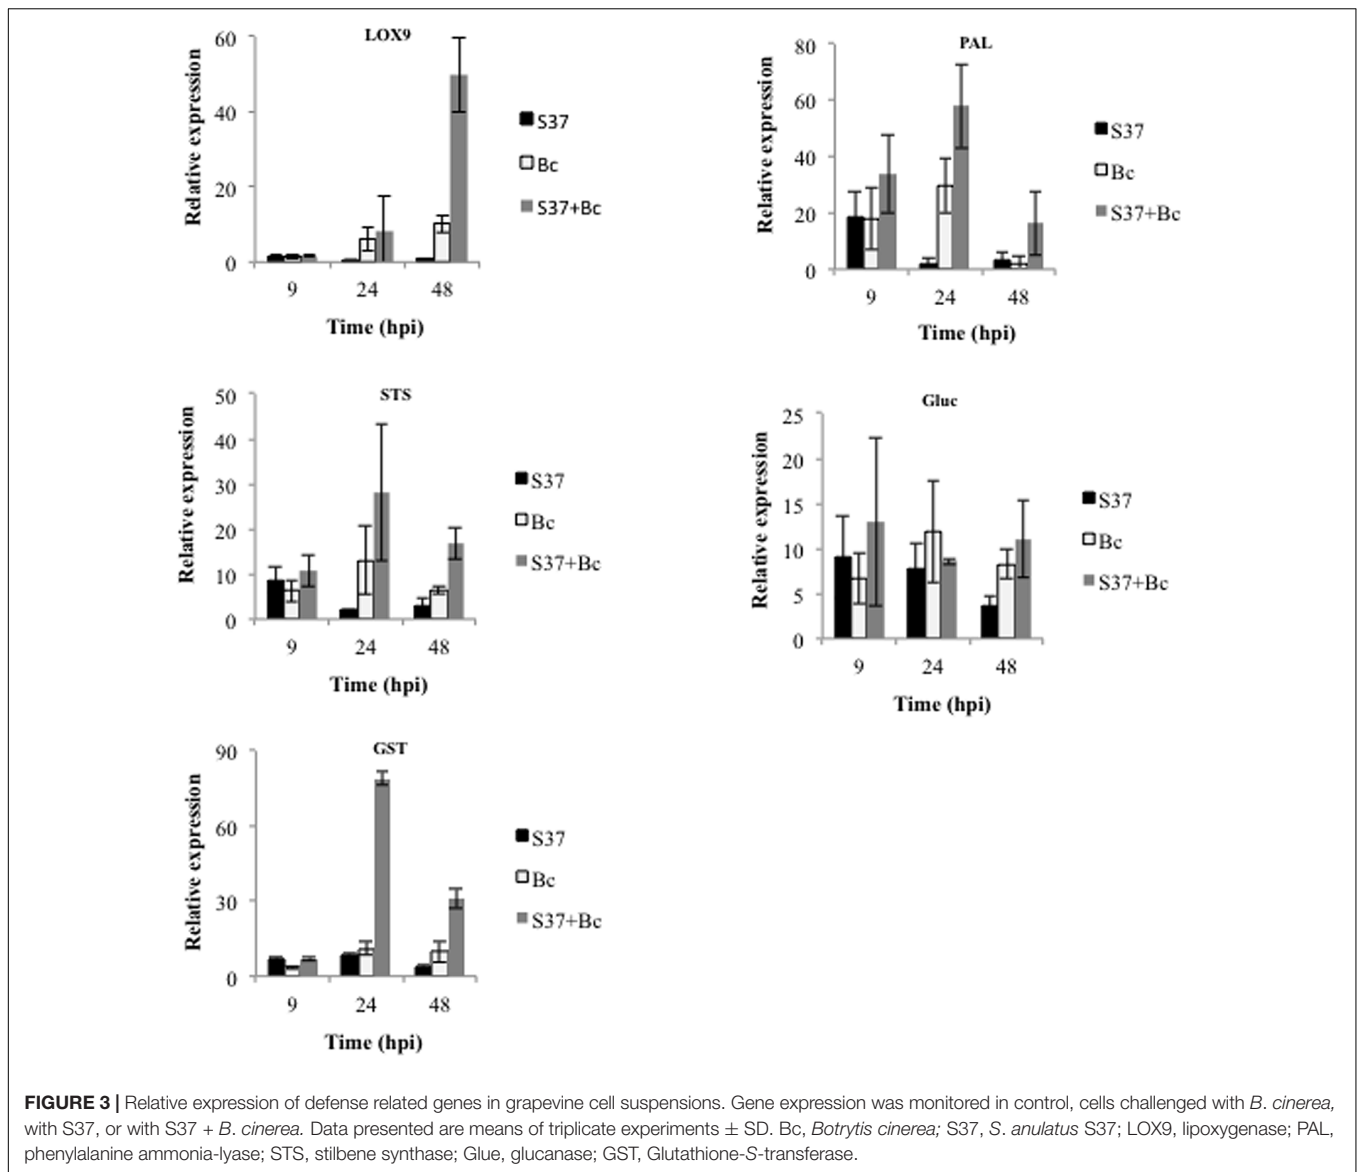 LOX9
Relative expression
60
40
20
0
9 24 48
Time (hpi)
S37
Bc
S37+Bc
PAL
Relative expression
80
60
40
20
0
9 24 48
Time (hpi)
S37
Bc
S37+Bc
STS
Relative expression
50
40
30
20
10
0
9 24 48
Time (hpi)
S37
Bc
S37+Bc
Gluc
Relative expression
25
20
15
10
5
0
9 24 48
Time (hpi)
S37
Bc
S37+Bc
GST
Relative expression
90
60
30
0
9 24 48
Time (hpi)
S37
Bc
S37+Bc
FIGURE 3 | Relative expression of defense related genes in grapevine cell suspensions. Gene expression was monitored in control, cells challenged with B. cinerea,
with S37, or with S37 + B. cinerea. Data presented are means of triplicate experiments ± SD. Bc, Botrytis cinerea; S37, S. anulatus S37; LOX9, lipoxygenase; PAL,
phenylalanine ammonia-lyase; STS, stilbene synthase; Glue, glucanase; GST, Glutathione-S-transferase.